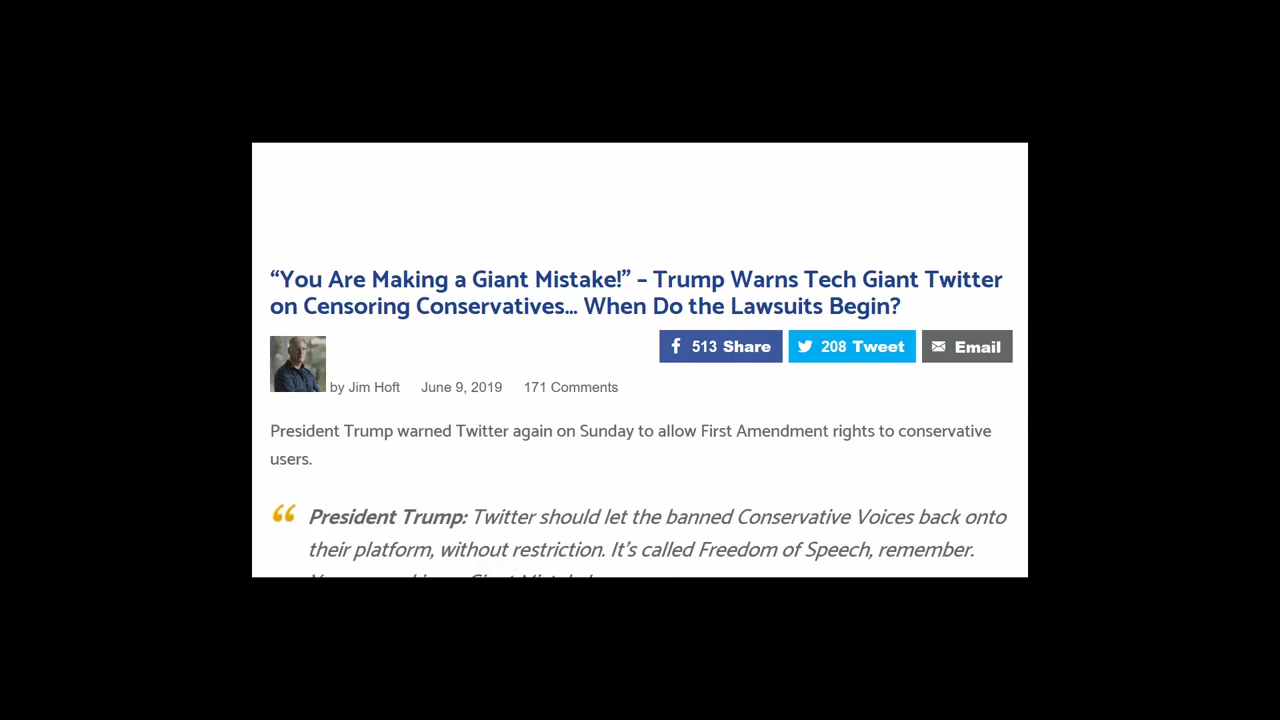 “You Are Making a Giant Mistake!” – Trump Warns Tech Giant Twitter
on Censoring Conservatives… When Do the Lawsuits Begin?
513 Share
208 Tweet
Email
by Jim Hoft June 9, 2019 171 Comments
President Trump warned Twitter again on Sunday to allow First Amendment rights to conservative
users.
“ President Trump: Twitter should let the banned Conservative Voices back onto
their platform, without restriction. It’s called Freedom of Speech, remember.